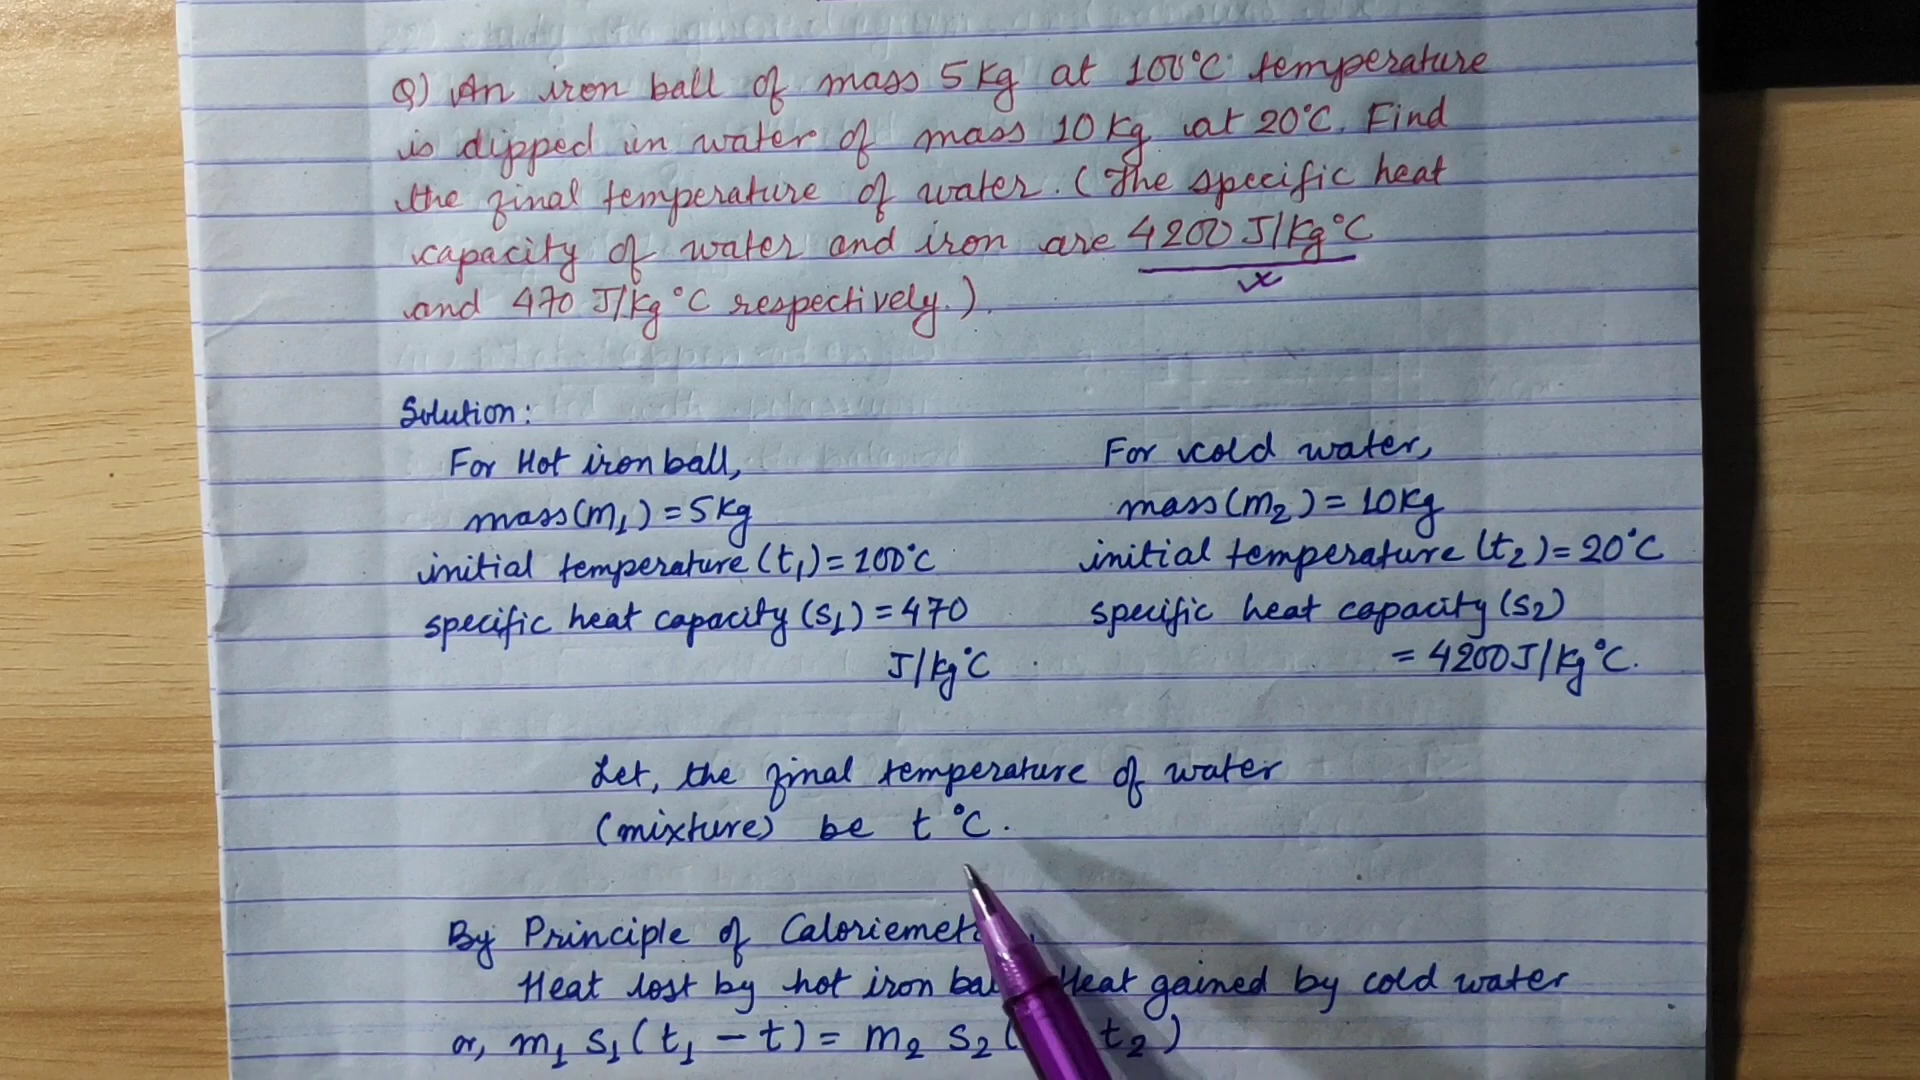 Q) An iron ball of mass 5 kg at 100°C temperature
is dipped in water of mass 10 kg at 20°C. Find
the final temperature of water. (The specific heat
capacity of water and iron are 4200 J/kg°C
and 470 J/kg°C respectively.)
Solution:
For Hot iron ball,
mass (m₁) = 5 kg
initial temperature (t₁) = 100°C
specific heat capacity (s₁) = 470
J/kg°C
For cold water,
mass (m₂) = 10 kg
initial temperature (t₂) = 20°C
specific heat capacity (s₂)
= 4200 J/kg°C.
Let, the final temperature of water
(mixture) be t °C.
By Principle of
Heat lost by hot iron Heat gained by cold water
or, m₁ s₁ (t₁ - t) = m₂ s₂ ( t₂)